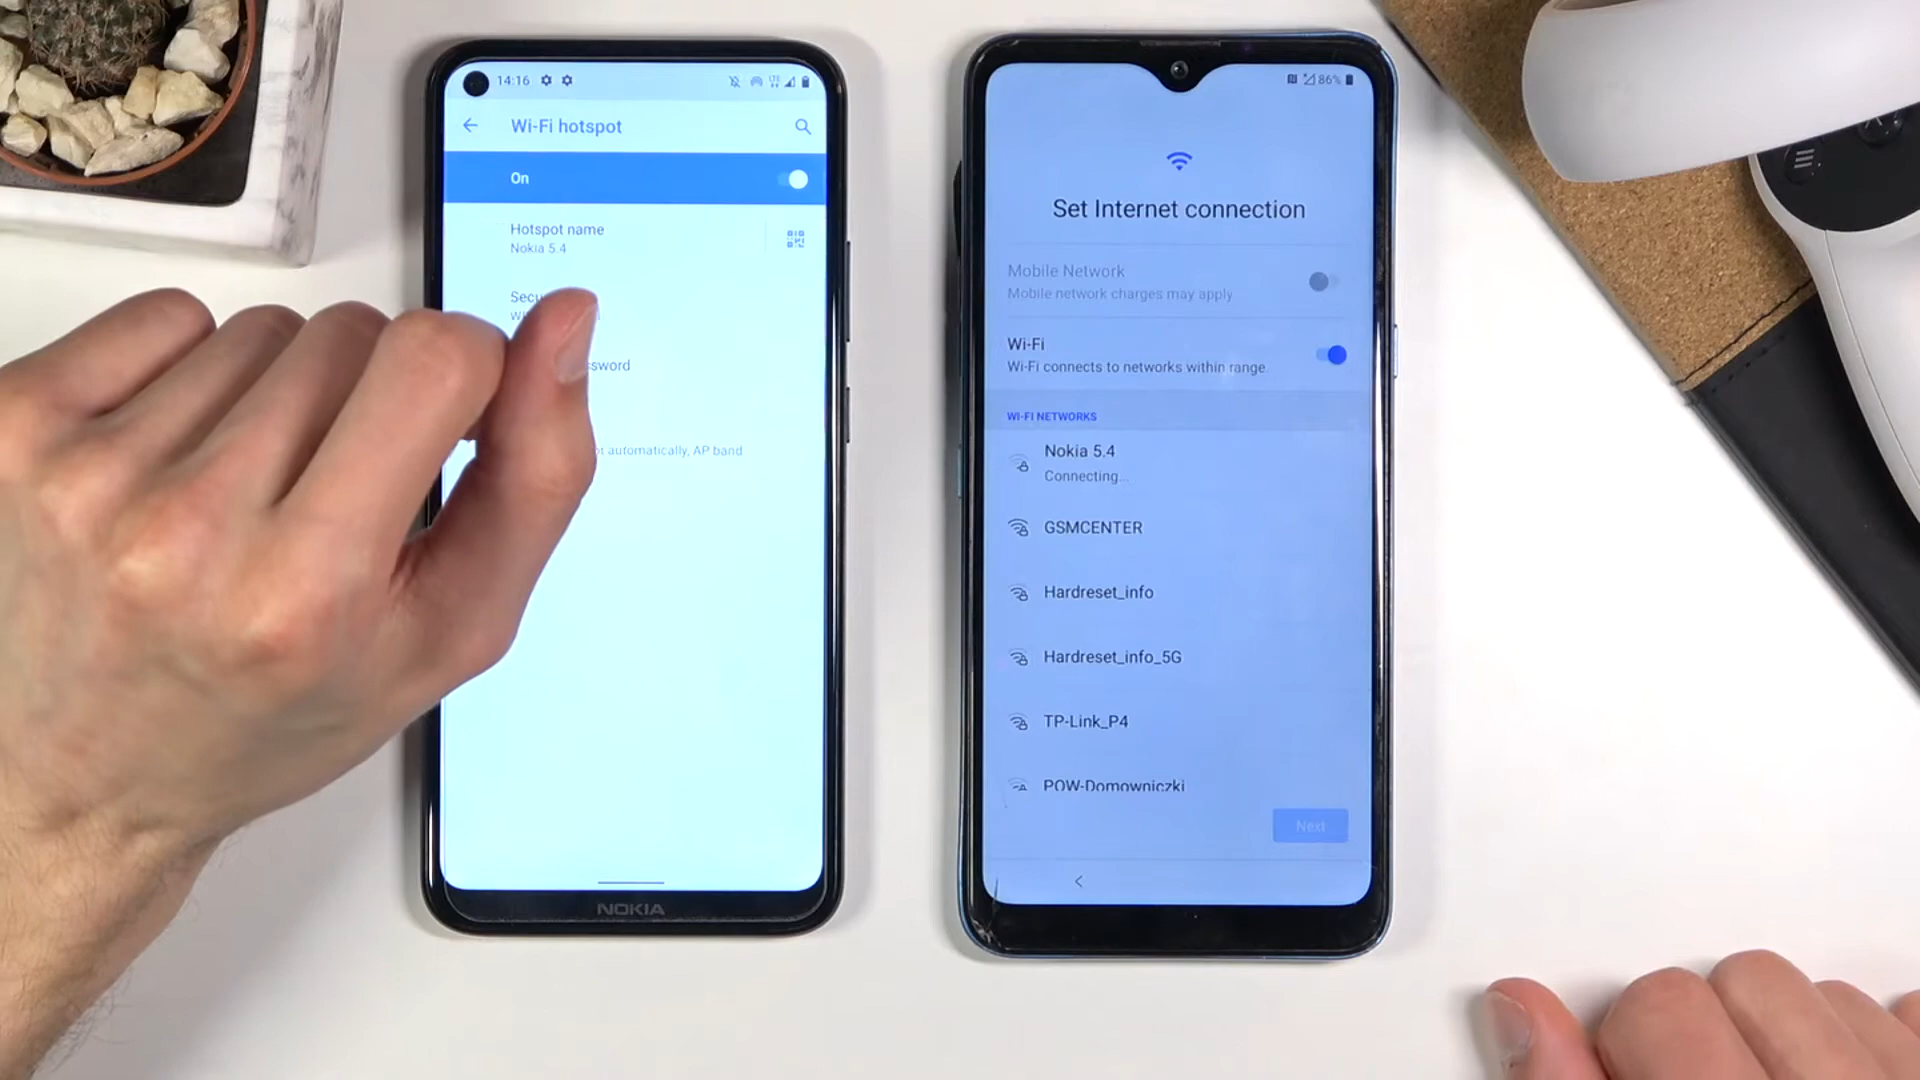 14:16
Wi-Fi hotspot
On
Hotspot name
Nokia 5.4
Secu
ssword
ot automatically, AP band
NOKIA
86%
Set Internet connection
Mobile Network
Mobile network charges may apply
Wi-Fi
Wi-Fi connects to networks within range.
WI-FI NETWORKS
Nokia 5.4
Connecting...
GSMCENTER
Hardreset_info
Hardreset_info_5G
TP-Link_P4
POW-Domowniczki
Next